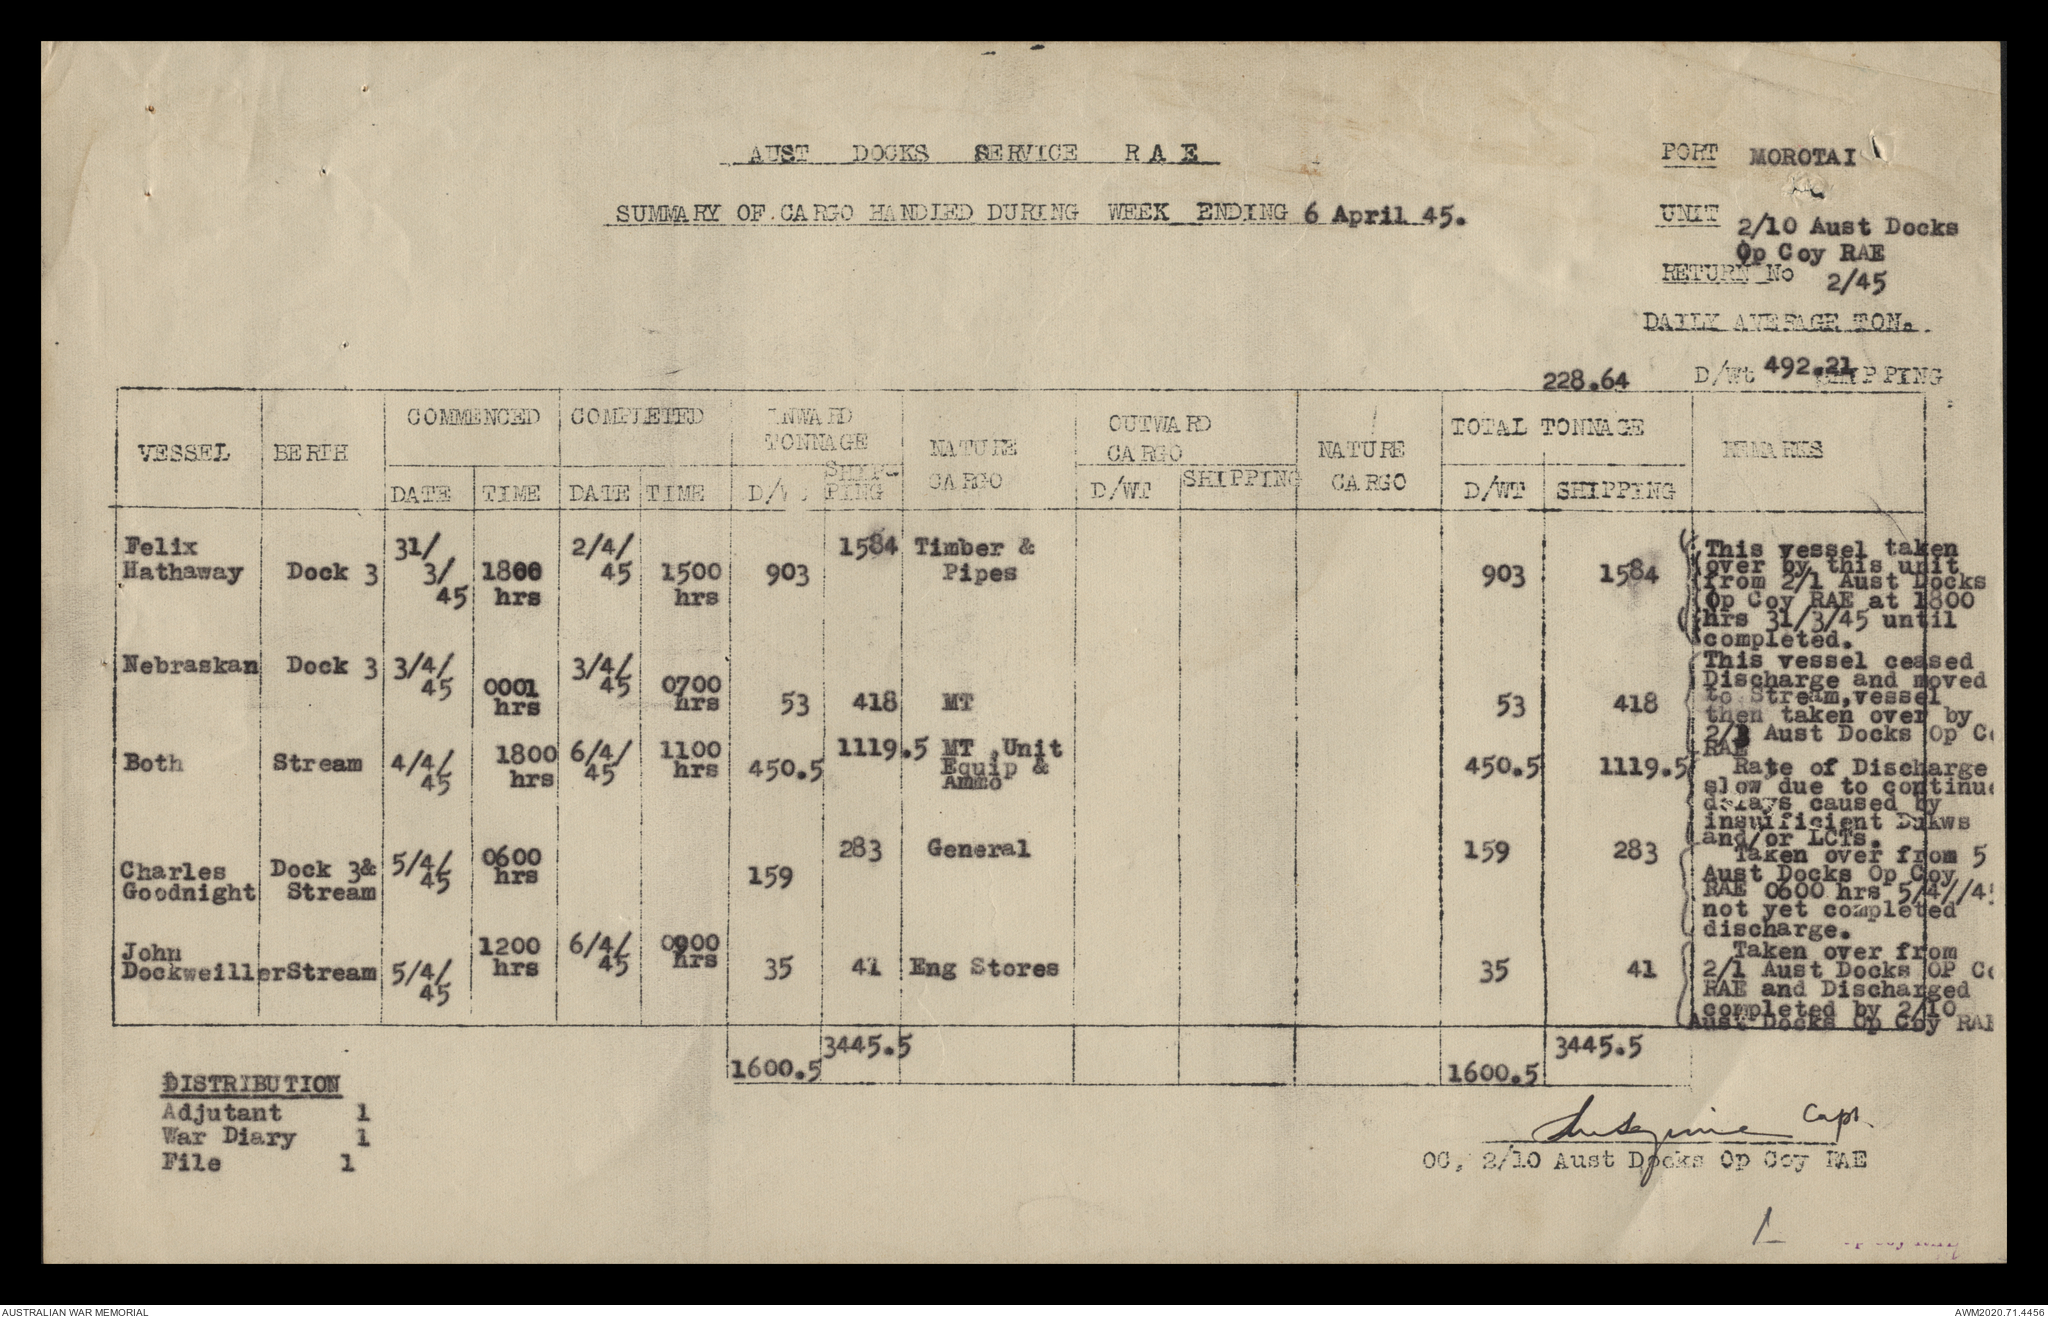 AUST DOCKS SERVICE R A E
SUMMARY OF CARGO HANDLED DURING WEEK ENDING 6 April 45.
PORT MOROTAI
UNIT 2/10 Aust Docks
Op Coy RAE
RETURN No 2/45
DAILY AVERAGE TON.
228.64 D/Wt 492.21 SHIPPING
VESSEL BERTH COMMENCED COMPLETED INWARD TONNAGE NATURE CARGO OUTWARD CARGO NATURE CARGO TOTAL TONNAGE REMARKS
DATE TIME DATE TIME D/W SHIP-PING D/WT SHIPPING D/WT SHIPPING
Felix
Hathaway Dock 3 31/3/45 1800 hrs 2/4/45 1500 hrs 903 1584 Timber & Pipes 903 1584
This vessel taken
over by this unit
from 2/1 Aust Docks
Op Coy RAE at 1800
hrs 31/3/45 until
completed.
Nebraskan Dock 3 3/4/45 0001 hrs 3/4/45 0700 hrs 53 418 MT 53 418
This vessel ceased
Discharge and moved
to Stream,vessel
then taken over by
2/1 Aust Docks Op Co
RAE
Both Stream 4/4/45 1800 hrs 6/4/45 1100 hrs 450.5 1119.5 MT ,Unit Equip & Ammo 450.5 1119.5
Rate of Discharge
slow due to continue
delays caused by
insufficient Dukws
and/or LCTs.
Charles
Goodnight Dock 3& Stream 5/4/45 0600 hrs 159 283 General 159 283
Taken over from 5
Aust Docks Op Coy
RAE 0600 hrs 5/4//45
not yet completed
discharge.
John
Dockweiller Stream 5/4/45 1200 hrs 6/4/45 0900 hrs 35 41 Eng Stores 35 41
Taken over from
2/1 Aust Docks OP Co
RAE and Discharged
completed by 2/10
Aust Docks Op Coy RAE
1600.5 3445.5 1600.5 3445.5
DISTRIBUTION
Adjutant 1
War Diary 1
File 1
Capt.
OC, 2/10 Aust Docks Op Coy RAE
AUSTRALIAN WAR MEMORIAL
AWM2020.71.4456